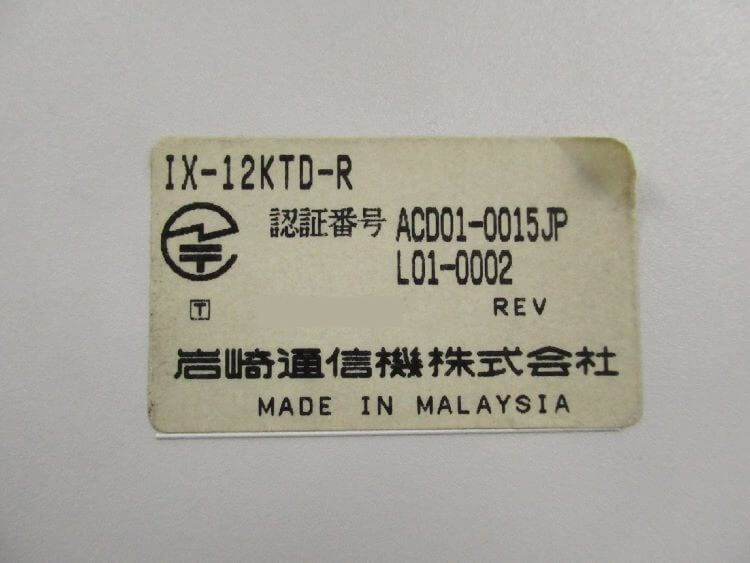 IX-12KTD-R
認証番号 ACD01-0015JP
L01-0002
T
REV
岩崎通信機株式会社
MADE IN MALAYSIA